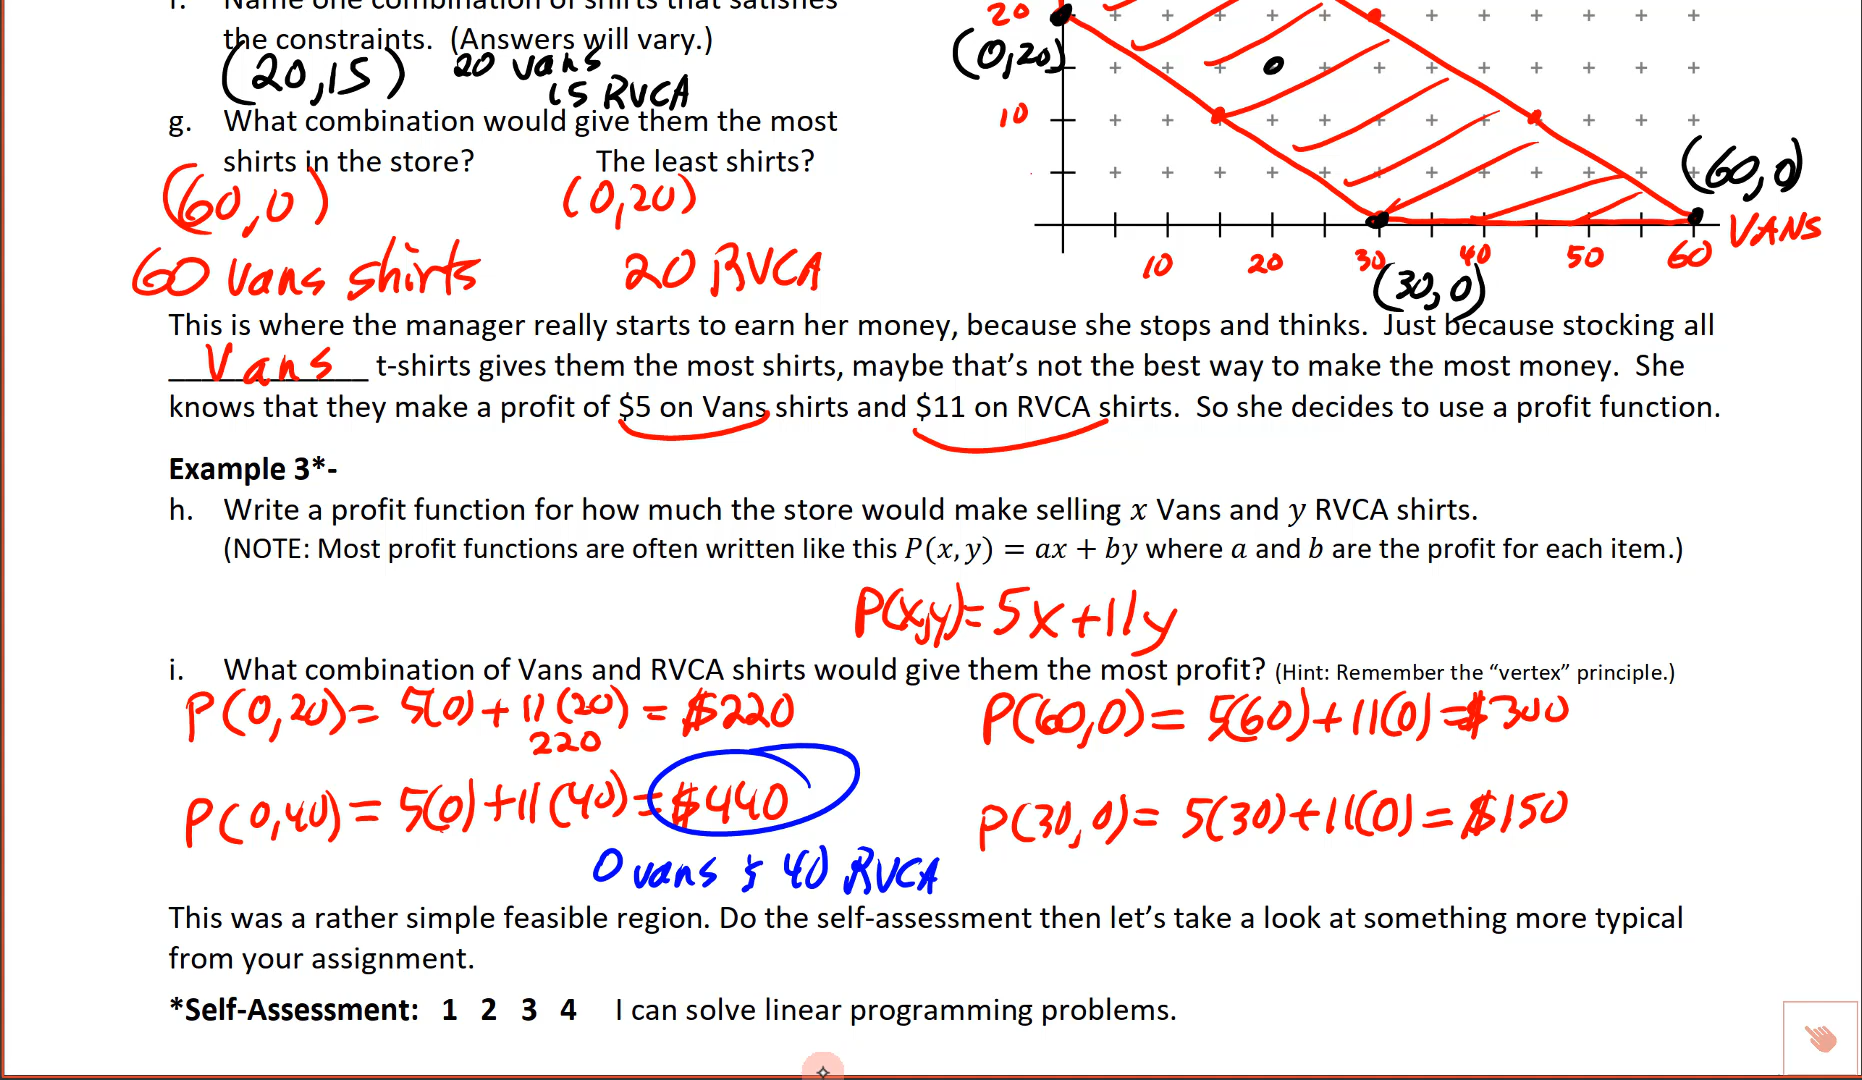 f. Name one combination of shirts that satisfies
the constraints. (Answers will vary.)
(20,15) 20 vans
15 RVCA
g. What combination would give them the most
shirts in the store? The least shirts?
(60,0) (0,20)
60 vans shirts 20 RVCA
20
(0,20)
10
(60,0)
VANS
10 20 30 40 50 60
(30,0)
This is where the manager really starts to earn her money, because she stops and thinks. Just because stocking all
Vans t-shirts gives them the most shirts, maybe that's not the best way to make the most money. She
knows that they make a profit of $5 on Vans shirts and $11 on RVCA shirts. So she decides to use a profit function.
Example 3*-
h. Write a profit function for how much the store would make selling x Vans and y RVCA shirts.
(NOTE: Most profit functions are often written like this P(x, y) = ax + by where a and b are the profit for each item.)
P(x,y)= 5x+11y
i. What combination of Vans and RVCA shirts would give them the most profit? (Hint: Remember the “vertex” principle.)
P(0,20)= 5(0)+11(20) = $220 P(60,0)= 5(60)+11(0)=$300
220
P(0,40)= 5(0)+11(40)=$440 P(30,0)= 5(30)+11(0)=$150
0 vans & 40 RVCA
This was a rather simple feasible region. Do the self-assessment then let's take a look at something more typical
from your assignment.
*Self-Assessment: 1 2 3 4 I can solve linear programming problems.